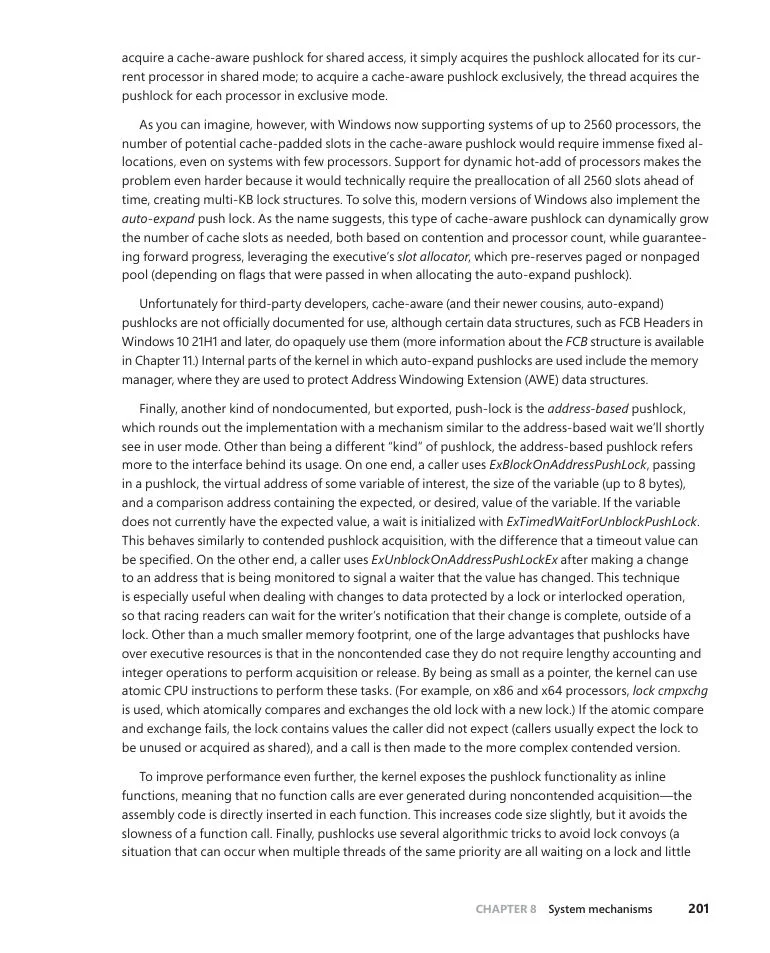 acquire a cache-aware pushlock for shared access, it simply acquires the pushlock allocated for its cur-
rent processor in shared mode; to acquire a cache-aware pushlock exclusively, the thread acquires the
pushlock for each processor in exclusive mode.
As you can imagine, however, with Windows now supporting systems of up to 2560 processors, the
number of potential cache-padded slots in the cache-aware pushlock would require immense fixed al-
locations, even on systems with few processors. Support for dynamic hot-add of processors makes the
problem even harder because it would technically require the preallocation of all 2560 slots ahead of
time, creating multi-KB lock structures. To solve this, modern versions of Windows also implement the
auto-expand push lock. As the name suggests, this type of cache-aware pushlock can dynamically grow
the number of cache slots as needed, both based on contention and processor count, while guarantee-
ing forward progress, leveraging the executive's slot allocator, which pre-reserves paged or nonpaged
pool (depending on flags that were passed in when allocating the auto-expand pushlock).
Unfortunately for third-party developers, cache-aware (and their newer cousins, auto-expand)
pushlocks are not officially documented for use, although certain data structures, such as FCB Headers in
Windows 10 21H1 and later, do opaquely use them (more information about the FCB structure is available
in Chapter 11.) Internal parts of the kernel in which auto-expand pushlocks are used include the memory
manager, where they are used to protect Address Windowing Extension (AWE) data structures.
Finally, another kind of nondocumented, but exported, push-lock is the address-based pushlock,
which rounds out the implementation with a mechanism similar to the address-based wait we'll shortly
see in user mode. Other than being a different "kind" of pushlock, the address-based pushlock refers
more to the interface behind its usage. On one end, a caller uses ExBlockOnAddressPushLock, passing
in a pushlock, the virtual address of some variable of interest, the size of the variable (up to 8 bytes),
and a comparison address containing the expected, or desired, value of the variable. If the variable
does not currently have the expected value, a wait is initialized with ExTimedWaitForUnblockPushLock.
This behaves similarly to contended pushlock acquisition, with the difference that a timeout value can
be specified. On the other end, a caller uses ExUnblockOnAddressPushLockEx after making a change
to an address that is being monitored to signal a waiter that the value has changed. This technique
is especially useful when dealing with changes to data protected by a lock or interlocked operation,
so that racing readers can wait for the writer's notification that their change is complete, outside of a
lock. Other than a much smaller memory footprint, one of the large advantages that pushlocks have
over executive resources is that in the noncontended case they do not require lengthy accounting and
integer operations to perform acquisition or release. By being as small as a pointer, the kernel can use
atomic CPU instructions to perform these tasks. (For example, on x86 and x64 processors, lock cmpxchg
is used, which atomically compares and exchanges the old lock with a new lock.) If the atomic compare
and exchange fails, the lock contains values the caller did not expect (callers usually expect the lock to
be unused or acquired as shared), and a call is then made to the more complex contended version.
To improve performance even further, the kernel exposes the pushlock functionality as inline
functions, meaning that no function calls are ever generated during noncontended acquisition—the
assembly code is directly inserted in each function. This increases code size slightly, but it avoids the
slowness of a function call. Finally, pushlocks use several algorithmic tricks to avoid lock convoys (a
situation that can occur when multiple threads of the same priority are all waiting on a lock and little
CHAPTER 8 System mechanisms 201